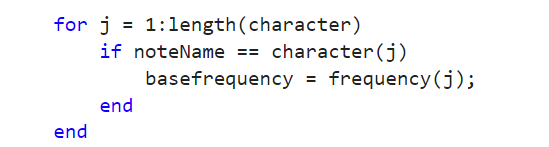 for j = 1:length(character)
    if noteName == character(j)
        basefrequency = frequency(j);
    end
end